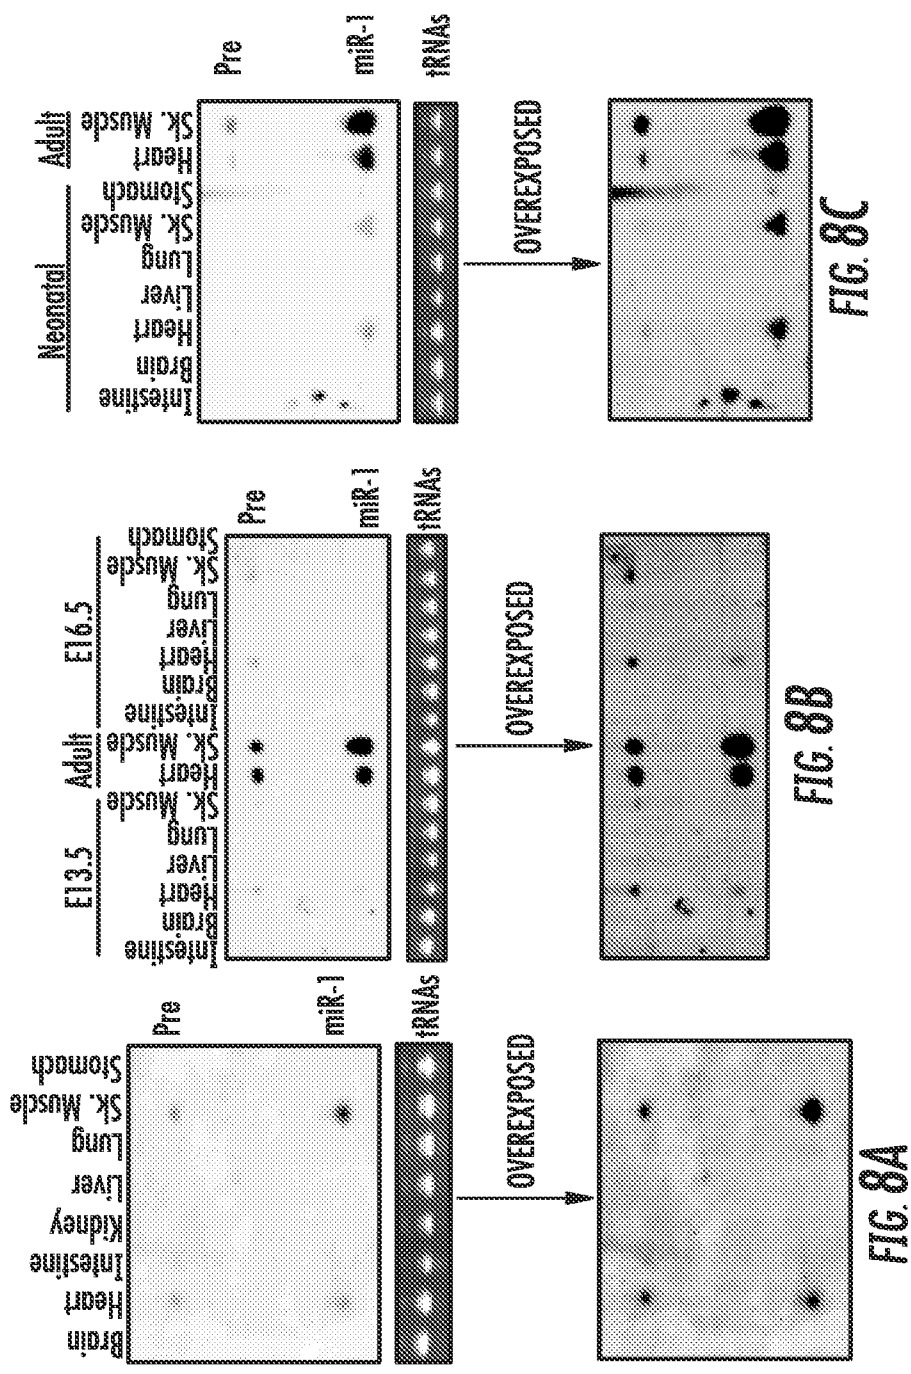 Brain
Heart
Intestine
Kidney
Liver
Lung
Sk. Muscle
Stomach
Pre
miR-1
tRNAs
OVEREXPOSED
FIG. 8A
E13.5
Adult
E16.5
Intestine
Brain
Heart
Liver
Lung
Sk. Muscle
Heart
Sk. Muscle
Intestine
Brain
Heart
Liver
Lung
Sk. Muscle
Stomach
Pre
miR-1
tRNAs
OVEREXPOSED
FIG. 8B
Neonatal
Adult
Intestine
Brain
Heart
Liver
Lung
Sk. Muscle
Stomach
Heart
Sk. Muscle
Pre
miR-1
tRNAs
OVEREXPOSED
FIG. 8C